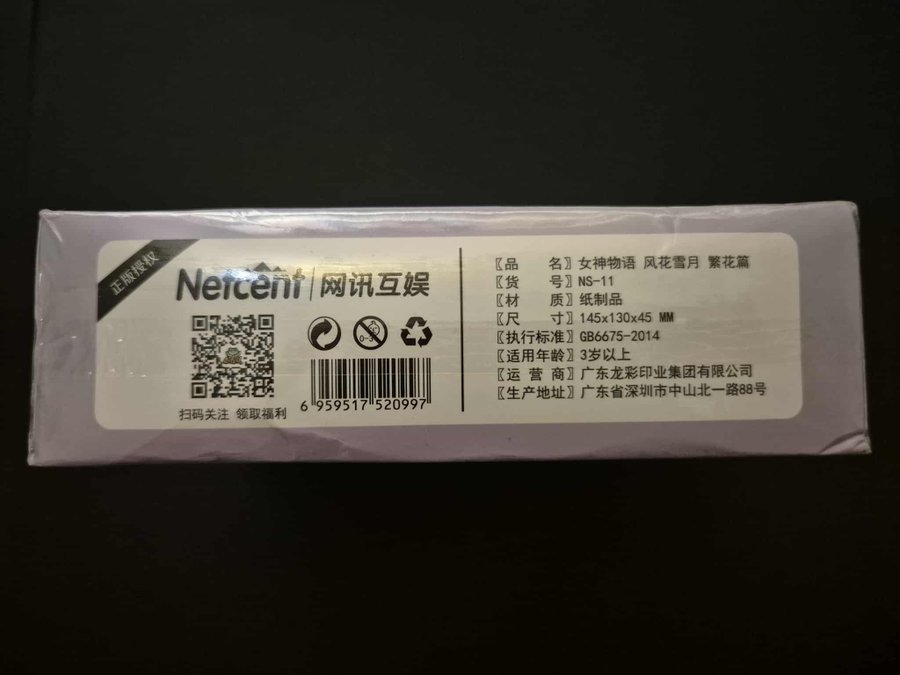 正版授权
Netcent 网讯互娱
0-3
6 959517 520997
扫码关注 领取福利
〖品 名〗女神物语 风花雪月 繁花篇
〖货 号〗NS-11
〖材 质〗纸制品
〖尺 寸〗145x130x45 MM
〖执行标准〗GB6675-2014
〖适用年龄〗3岁以上
〖运 营 商〗广东龙彩印业集团有限公司
〖生产地址〗广东省深圳市中山北一路88号